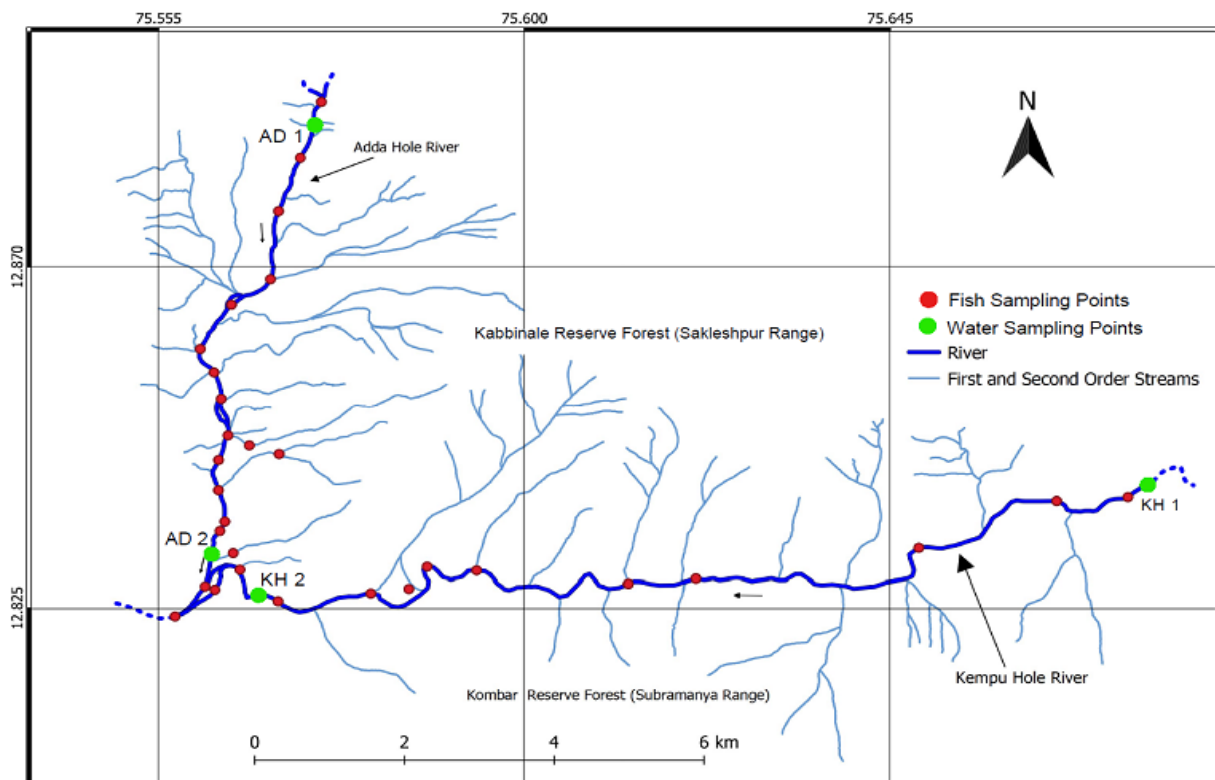 75.555
75.600
75.645
N
AD 1
Adda Hole River
12.870
Fish Sampling Points
Water Sampling Points
Kabbinale Reserve Forest (Sakleshpur Range)
River
First and Second Order Streams
KH 1
AD 2
KH 2
12.825
Kempu Hole River
Kombar Reserve Forest (Subramanya Range)
0 2 4 6 km